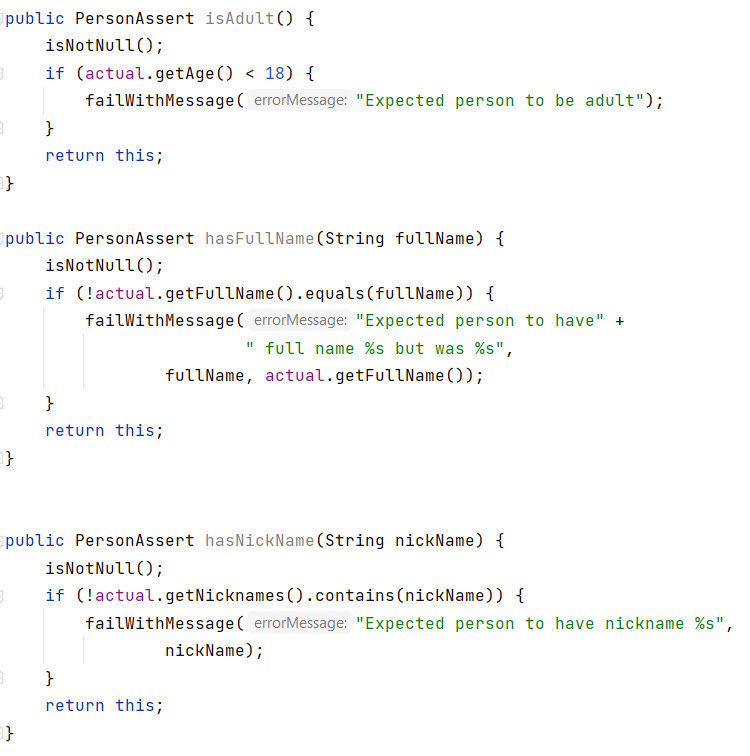 public PersonAssert isAdult() {
    isNotNull();
    if (actual.getAge() < 18) {
        failWithMessage( errorMessage: "Expected person to be adult");
    }
    return this;
}

public PersonAssert hasFullName(String fullName) {
    isNotNull();
    if (!actual.getFullName().equals(fullName)) {
        failWithMessage( errorMessage: "Expected person to have" +
                        " full name %s but was %s",
                fullName, actual.getFullName());
    }
    return this;
}


public PersonAssert hasNickName(String nickName) {
    isNotNull();
    if (!actual.getNicknames().contains(nickName)) {
        failWithMessage( errorMessage: "Expected person to have nickname %s",
                nickName);
    }
    return this;
}